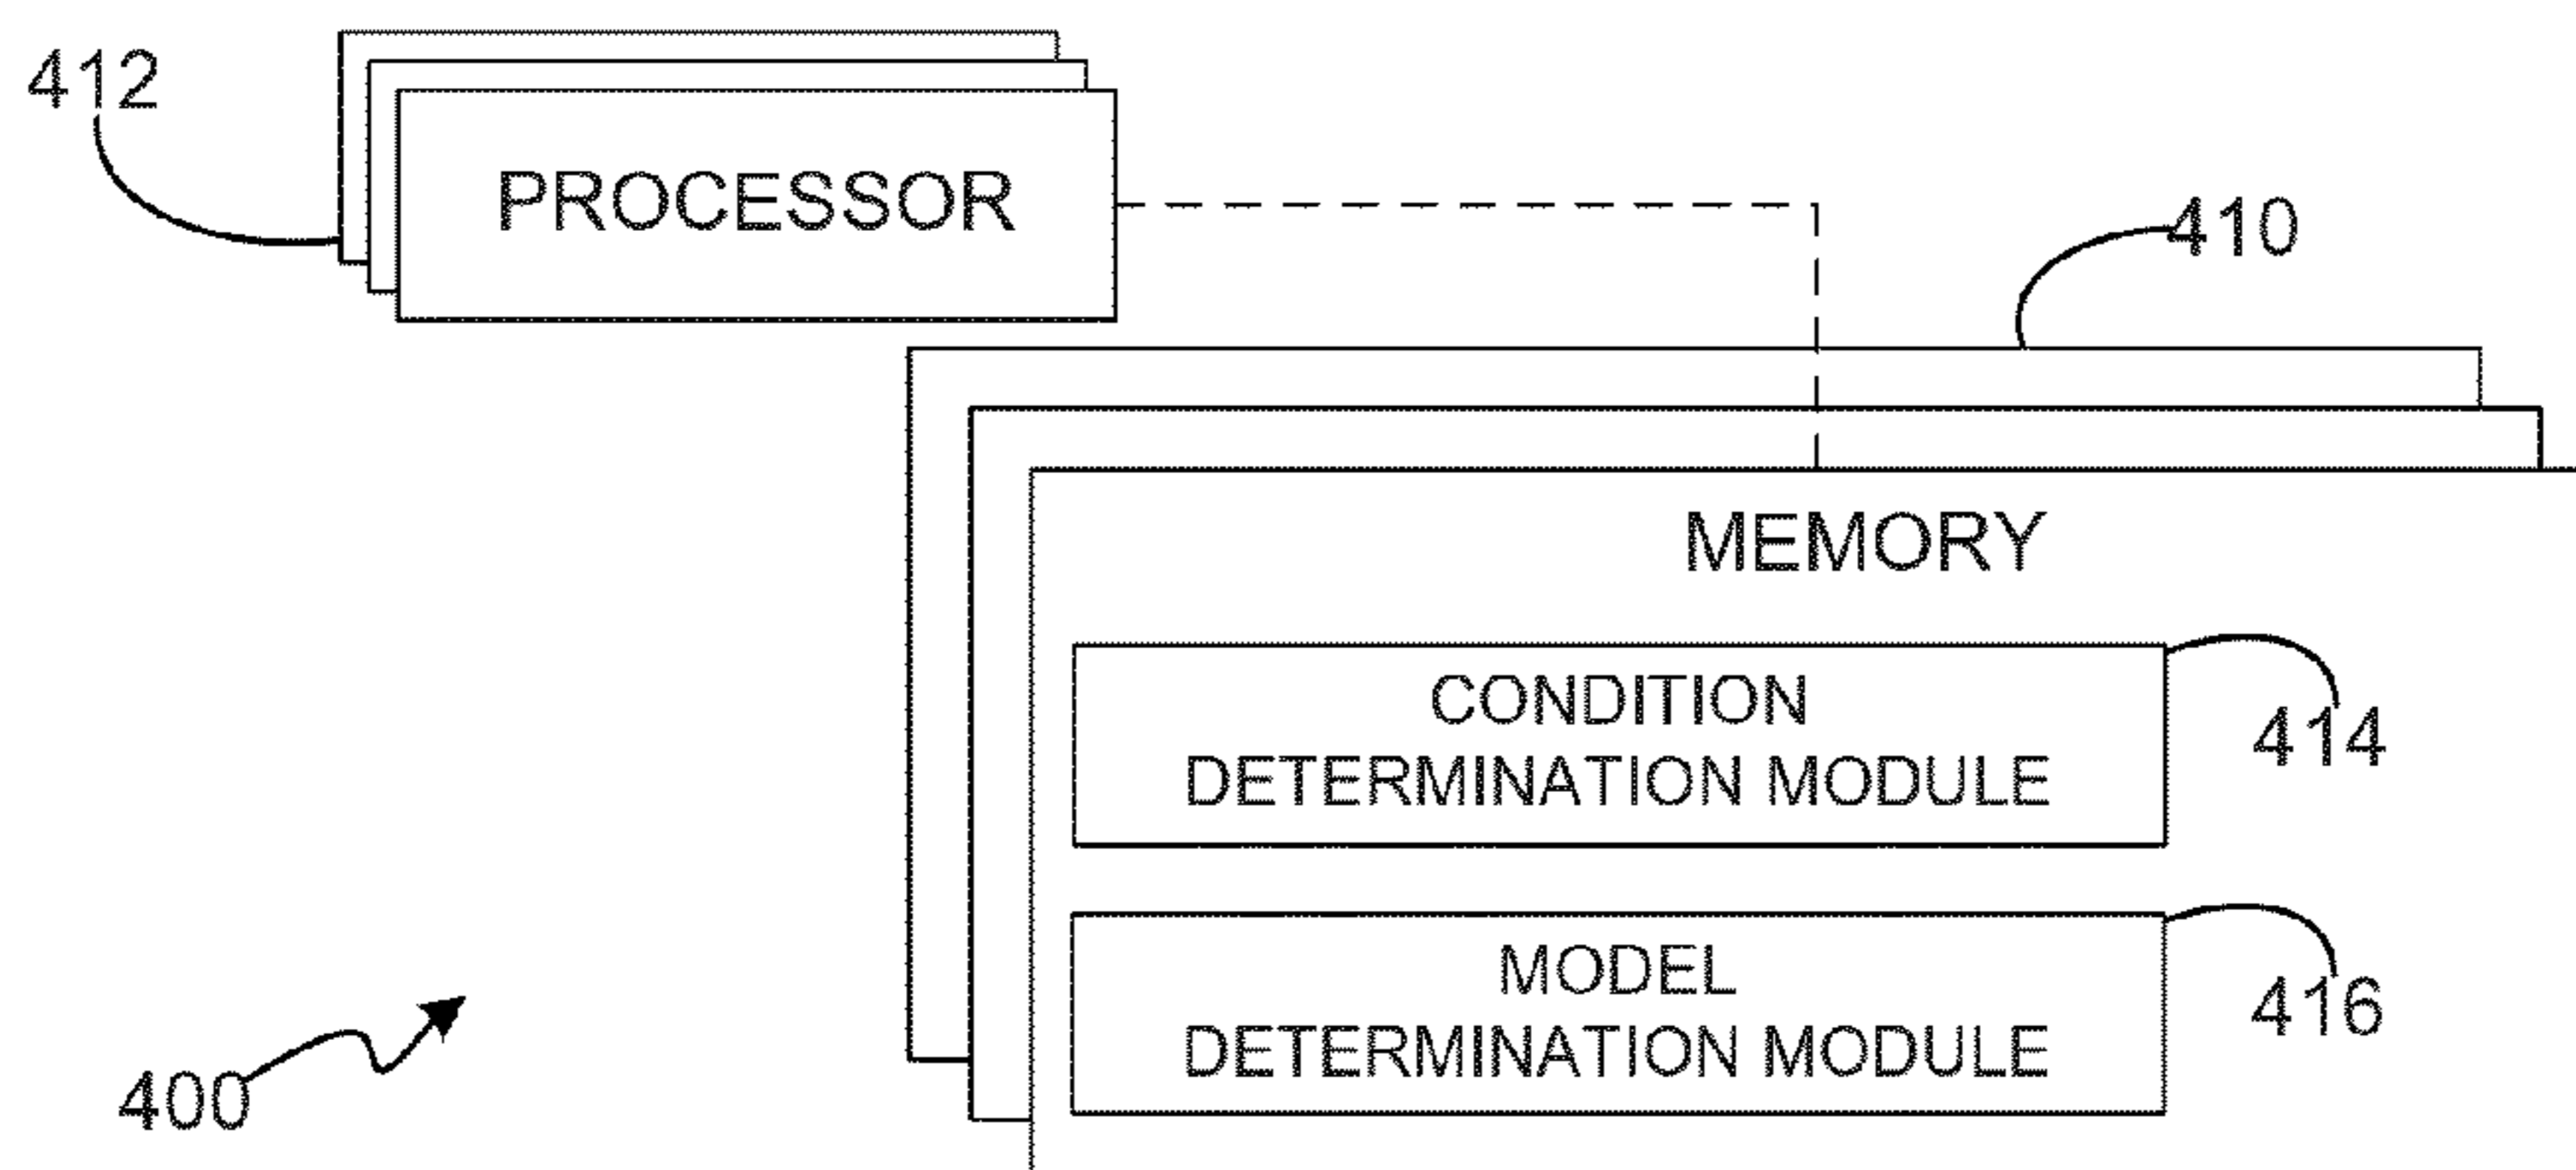 412
PROCESSOR
410
MEMORY
CONDITION
DETERMINATION MODULE
414
MODEL
DETERMINATION MODULE
416
400